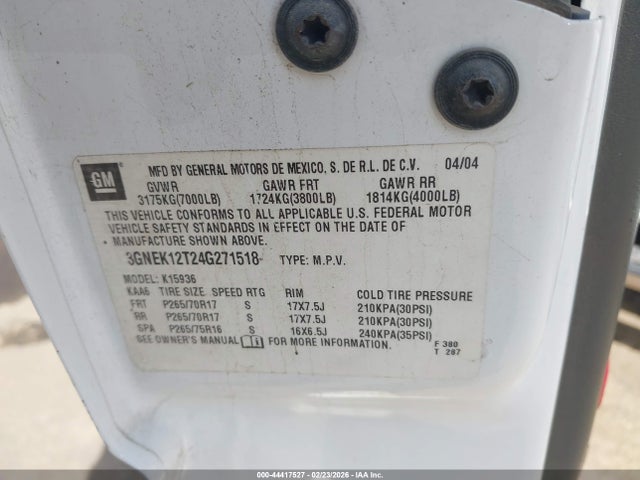 GM
MFD BY GENERAL MOTORS DE MEXICO, S. DE R.L. DE C.V. 04/04
GVWR GAWR FRT GAWR RR
3175KG(7000LB) 1724KG(3800LB) 1814KG(4000LB)
THIS VEHICLE CONFORMS TO ALL APPLICABLE U.S. FEDERAL MOTOR
VEHICLE SAFETY STANDARDS IN EFFECT ON THE DATE OF
MANUFACTURE SHOWN ABOVE.
3GNEK12T24G271518 TYPE: M.P.V.
MODEL: K15936
KAA6 TIRE SIZE SPEED RTG RIM COLD TIRE PRESSURE
FRT P265/70R17 S 17X7.5J 210KPA(30PSI)
RR P265/70R17 S 17X7.5J 210KPA(30PSI)
SPA P265/75R16 S 16X6.5J 240KPA(35PSI)
SEE OWNER'S MANUAL FOR MORE INFORMATION.
F 380
T 287
000-44417527 - 02/23/2026 - IAAI.COM